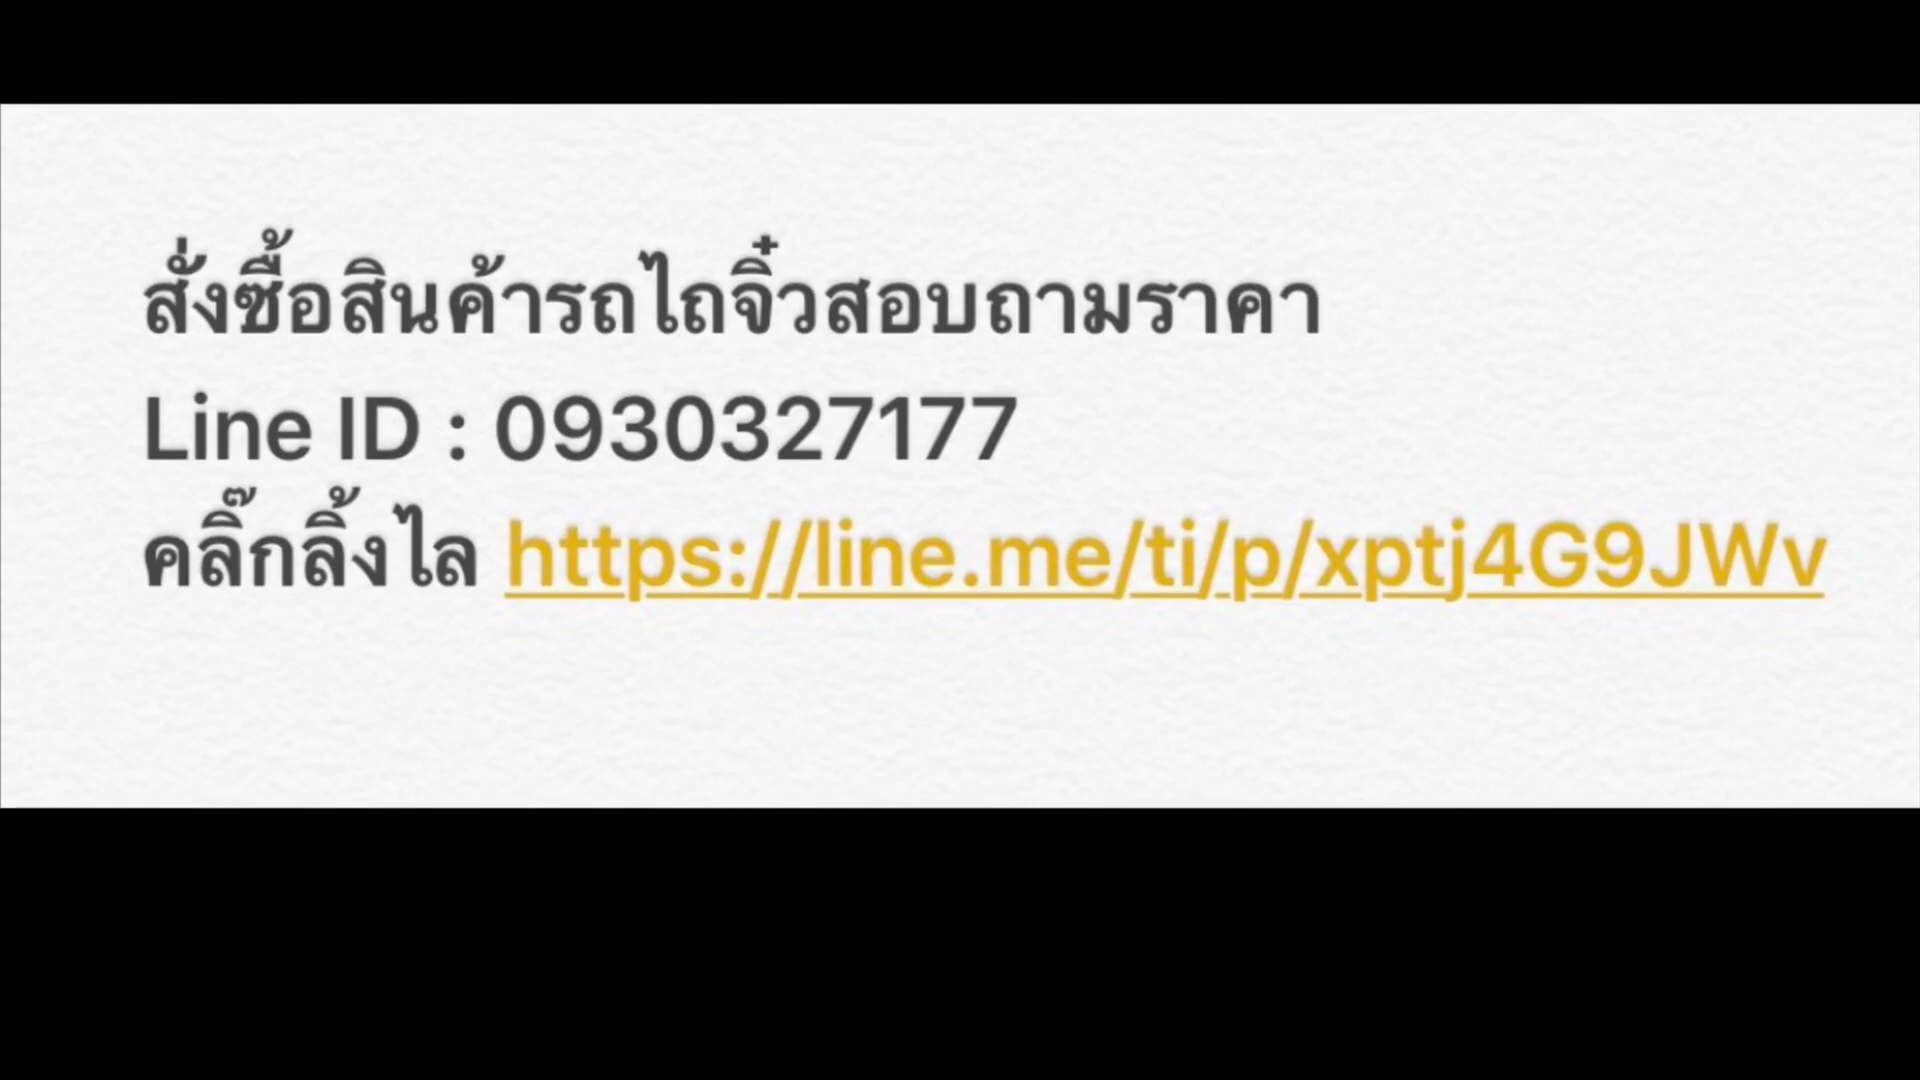 สั่งซื้อสินค้ารถไถจิ๋วสอบถามราคา
Line ID : 0930327177
คลิ๊กลิ้งไล https://line.me/ti/p/xptj4G9JWv